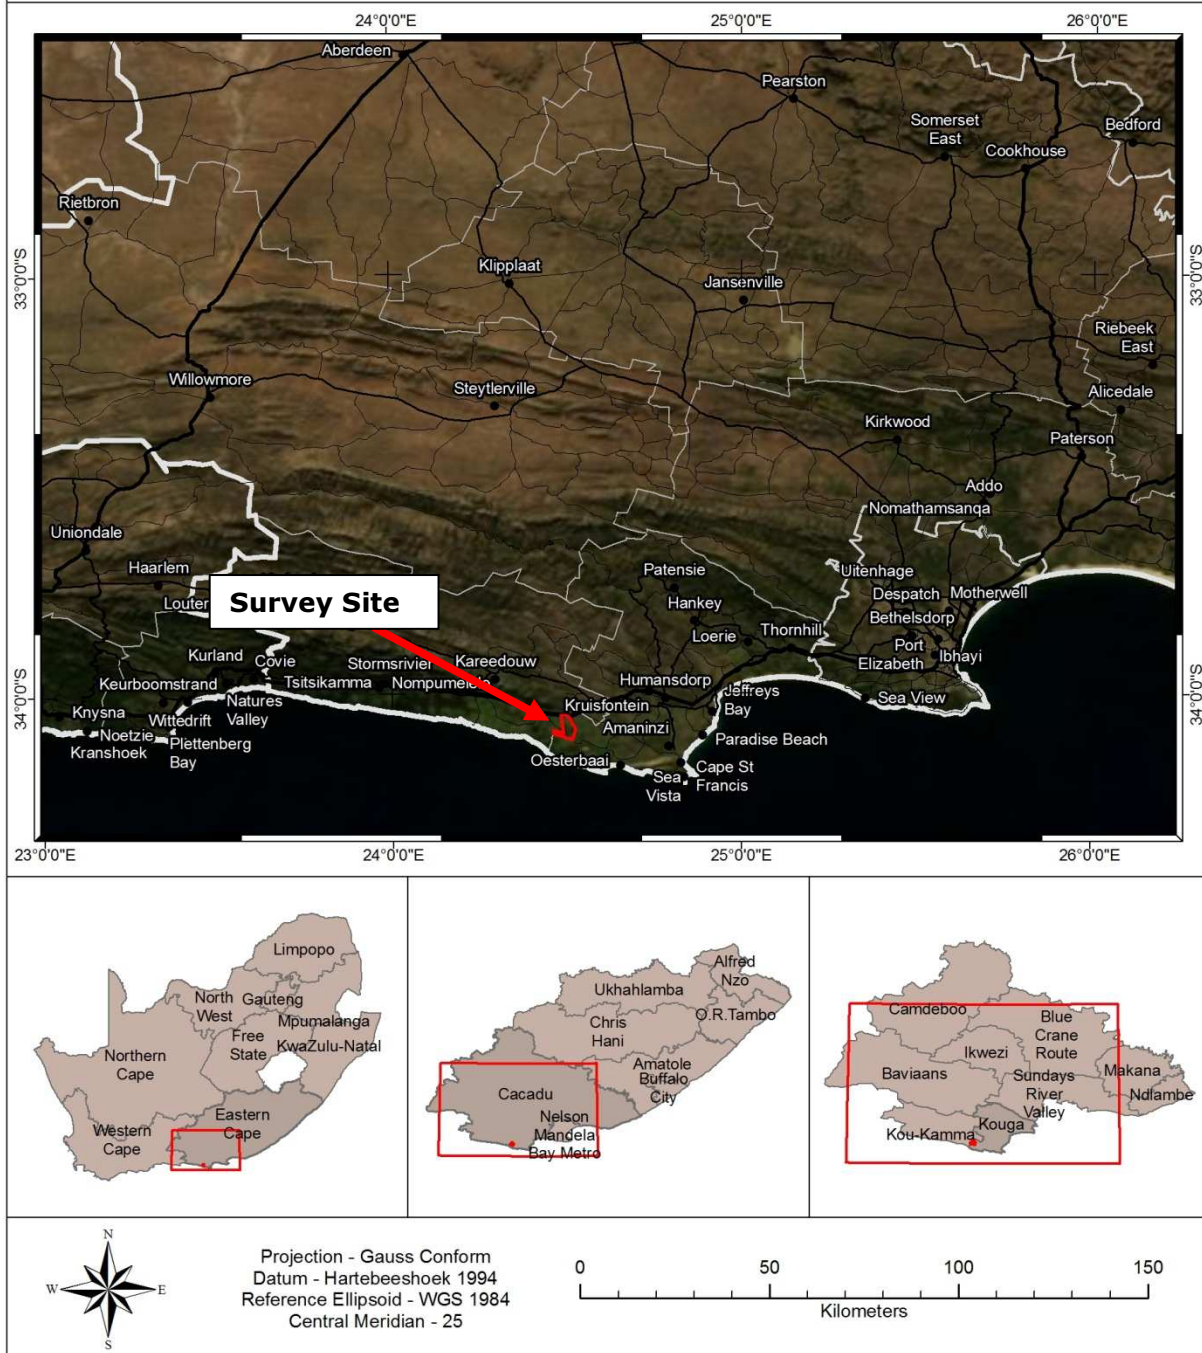 24°0'0"E
25°0'0"E
26°0'0"E
Aberdeen
Pearston
Somerset
East
Bedford
Cookhouse
Rietbron
33°0'0"S
33°0'0"S
Klipplaat
Jansenville
Riebeek
East
Willowmore
Steytlerville
Alicedale
Kirkwood
Paterson
Addo
Nomathamsanqa
Uniondale
Haarlem
Patensie
Uitenhage
Louter
Survey Site
Hankey
Despatch
Motherwell
Bethelsdorp
Loerie
Thornhill
Port
Elizabeth
Ibhayi
Kurland
Covie
Stormsrivier
Kareedouw
Keurboomstrand
Tsitsikamma
Nompumelelo
Humansdorp
Sea View
34°0'0"S
34°0'0"S
Jeffreys
Bay
Natures
Valley
Kruisfontein
Knysna
Wittedrift
Amaninzi
Noetzie
Kranshoek
Plettenberg
Bay
Paradise Beach
Oesterbaai
Sea
Vista
Cape St
Francis
23°0'0"E
24°0'0"E
25°0'0"E
26°0'0"E
Limpopo
North
West
Gauteng
Mpumalanga
Free
State
KwaZulu-Natal
Northern
Cape
Eastern
Cape
Western
Cape
Alfred
Nzo
Ukhahlamba
O.R.Tambo
Chris
Hani
Amatole
Buffalo
City
Cacadu
Nelson
Mandela
Bay Metro
Camdeboo
Blue
Crane
Route
Ikwezi
Baviaans
Makana
Sundays
River
Valley
Ndlambe
Kouga
Kou-Kamma
N
W
E
S
Projection - Gauss Conform
Datum - Hartebeeshoek 1994
Reference Ellipsoid - WGS 1984
Central Meridian - 25
0
50
100
150
Kilometers